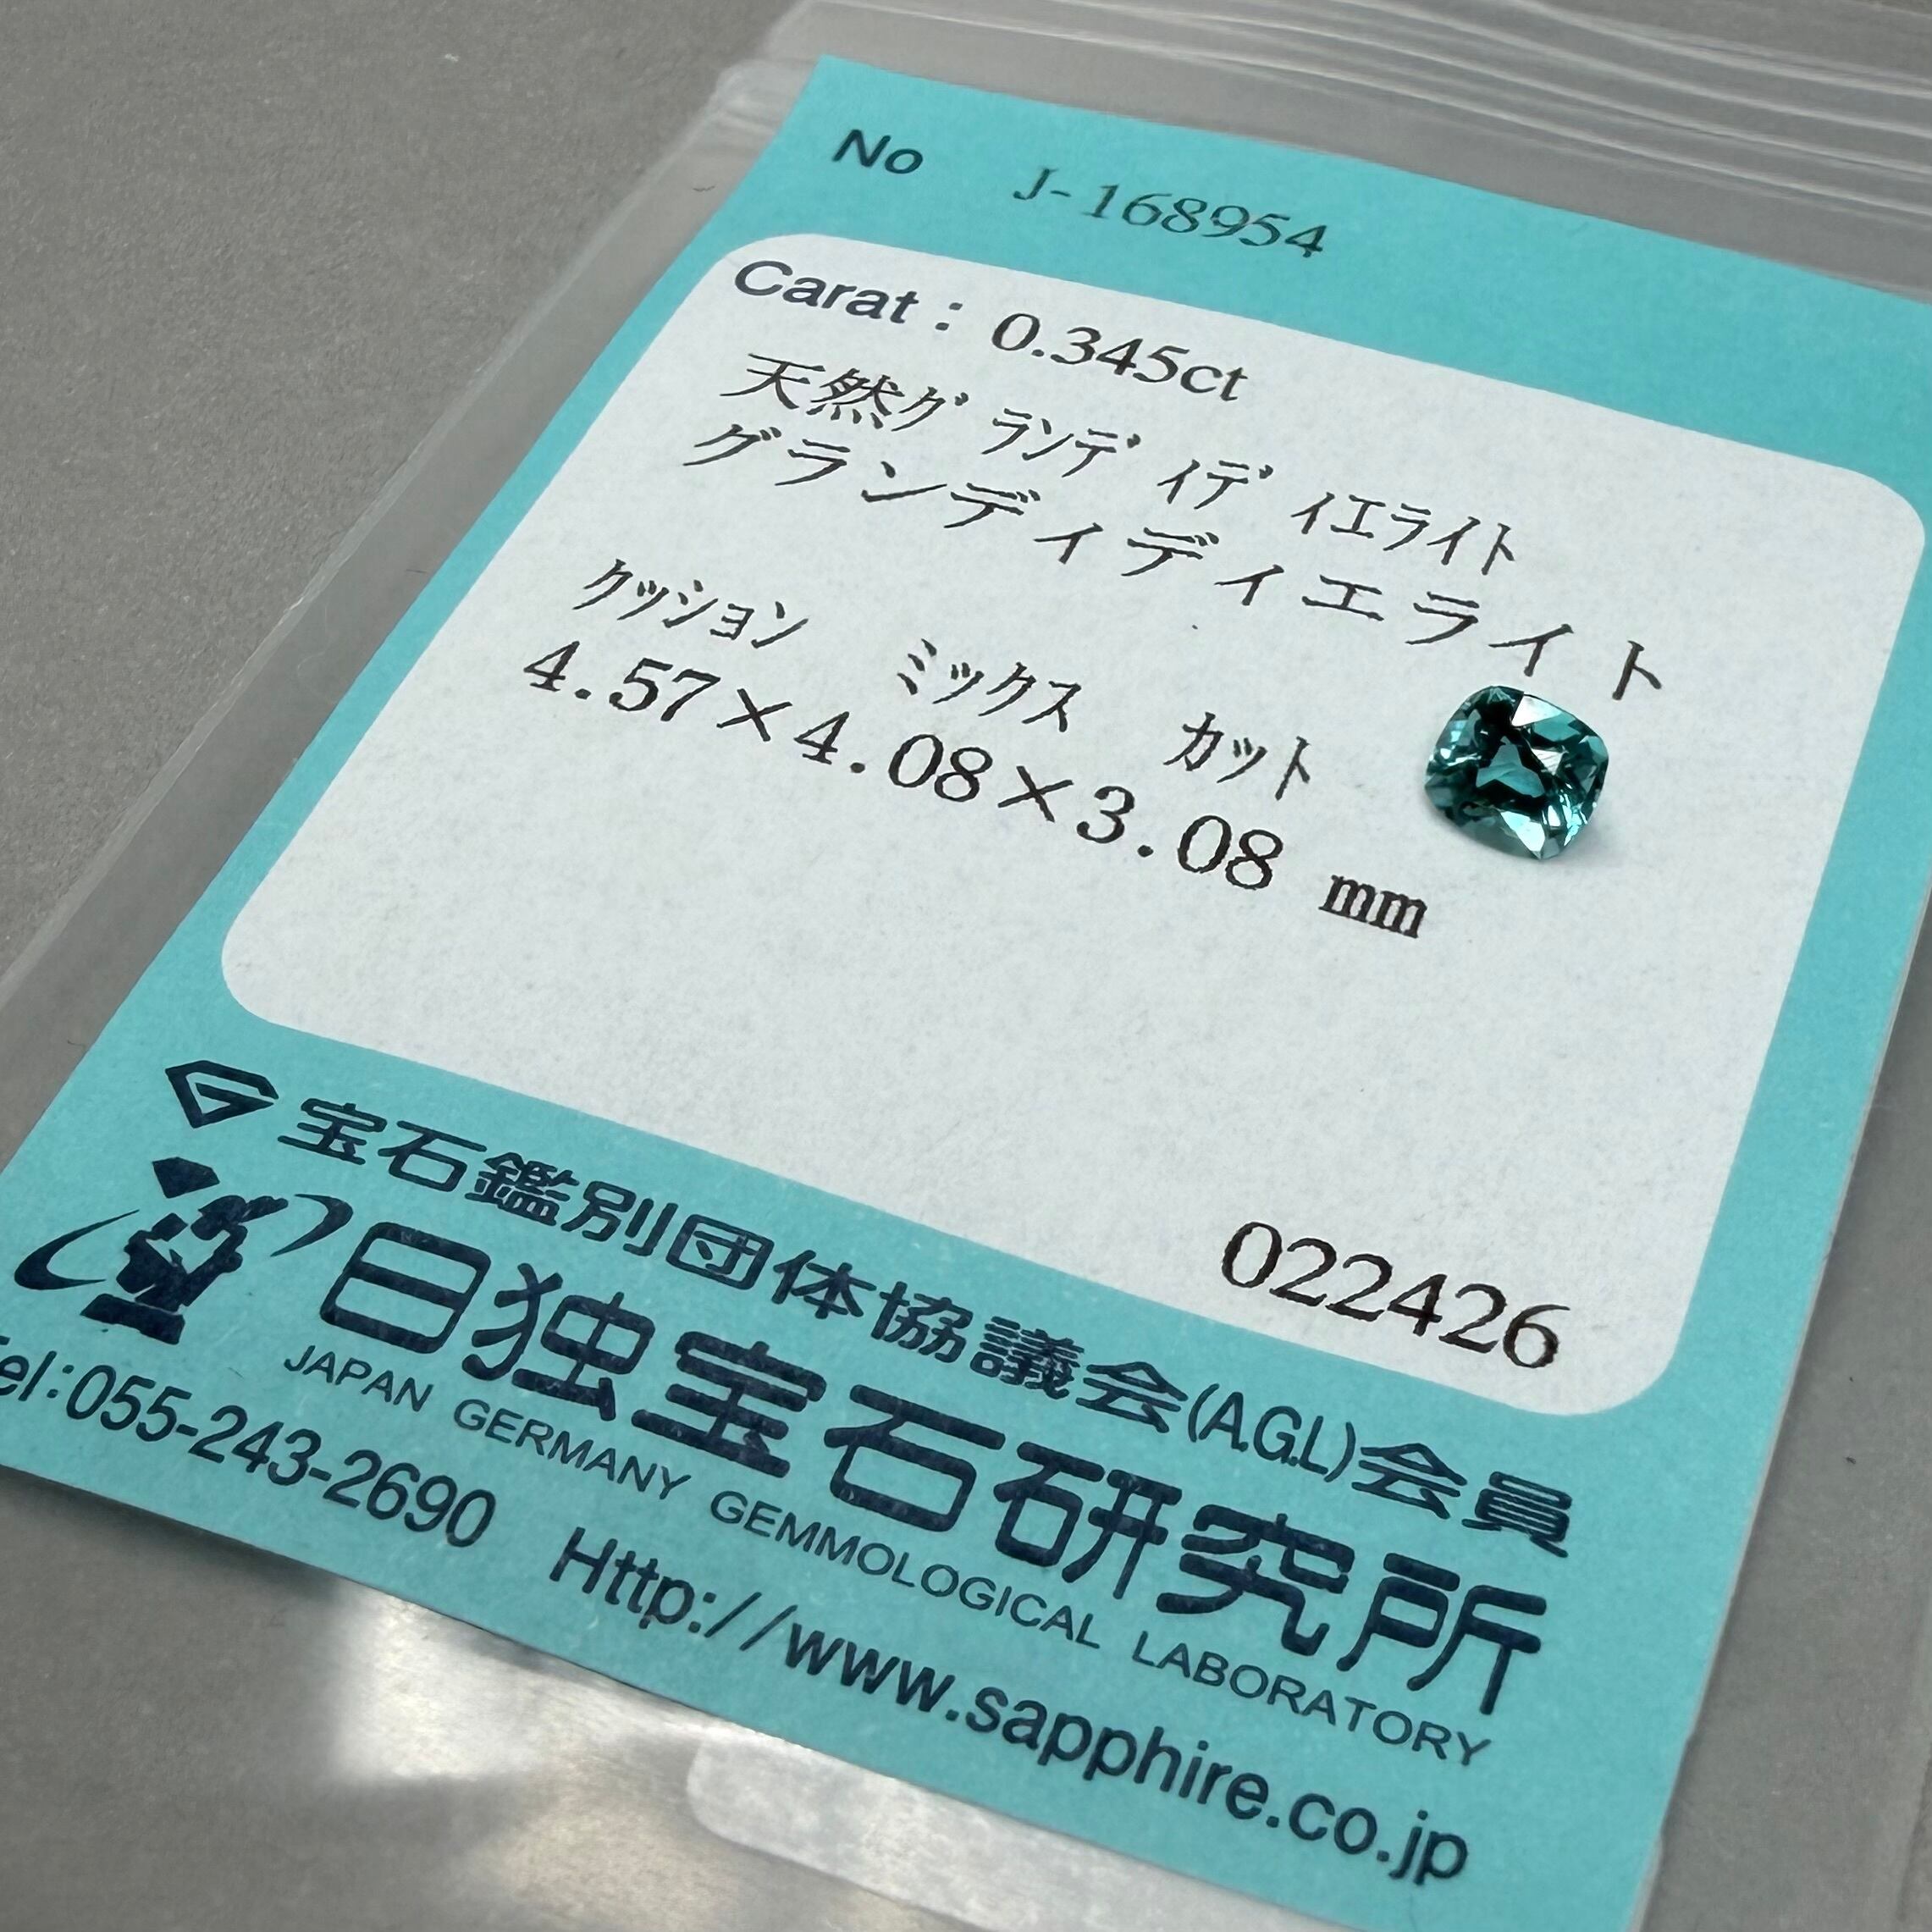 No J-168954
Carat : 0.345ct
天然ｸﾞﾗﾝﾃﾞｨﾃﾞｨｴﾗｲﾄ
グランディディエライト
ｸｯｼｮﾝ ﾐｯｸｽ ｶｯﾄ
4.57×4.08×3.08 mm
022426
宝石鑑別団体協議会(A.G.L)会員
日独宝石研究所
JAPAN GERMANY GEMMOLOGICAL LABORATORY
Tel:055-243-2690 Http://www.sapphire.co.jp